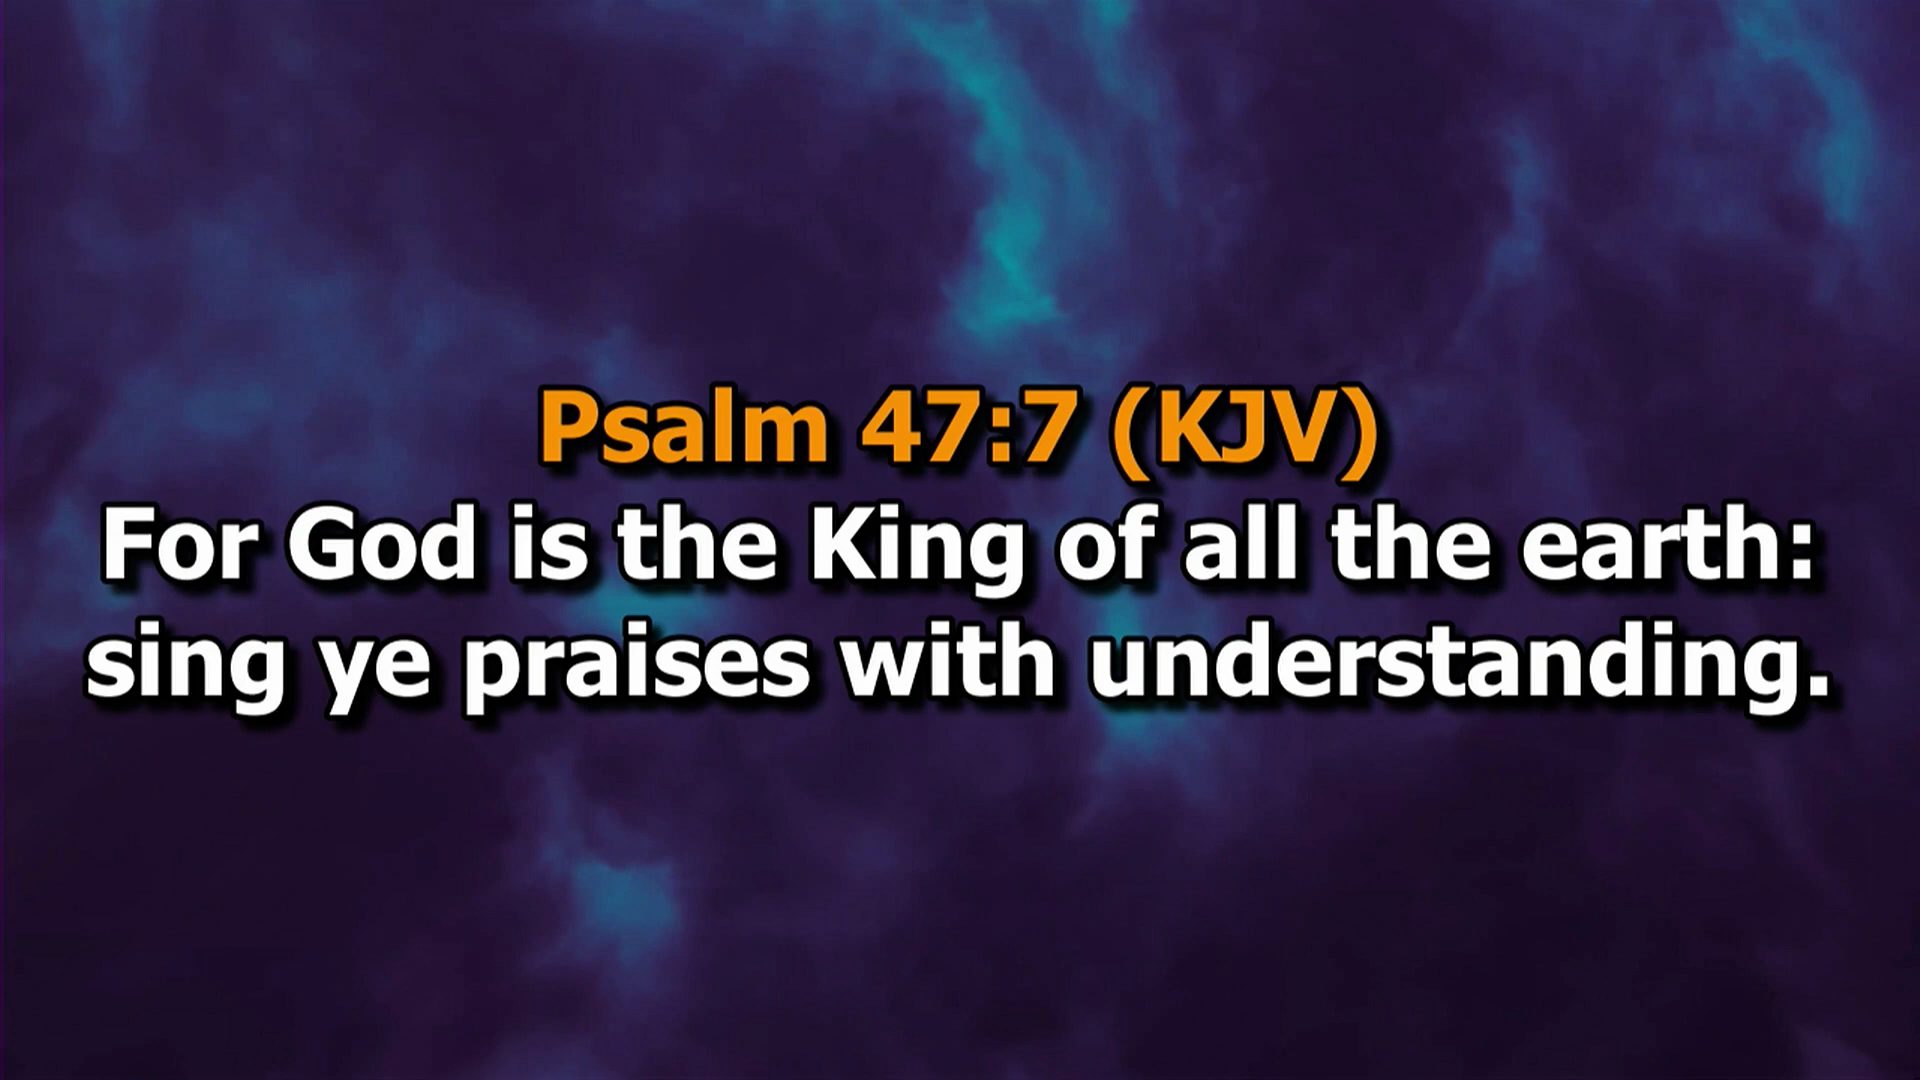 Psalm 47:7 (KJV)
For God is the King of all the earth:
sing ye praises with understanding.